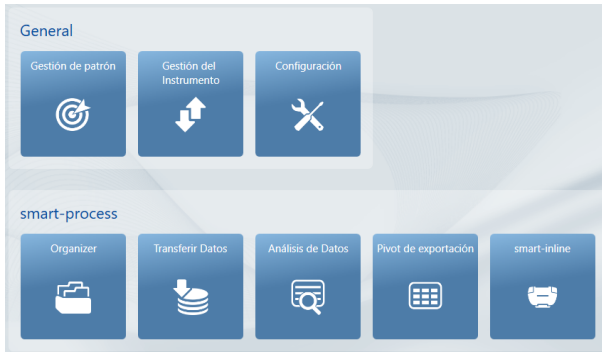 General
Gestión de patrón
Gestión del
Instrumento
Configuración
smart-process
Organizer
Transferir Datos
Análisis de Datos
Pivot de exportación
smart-inline